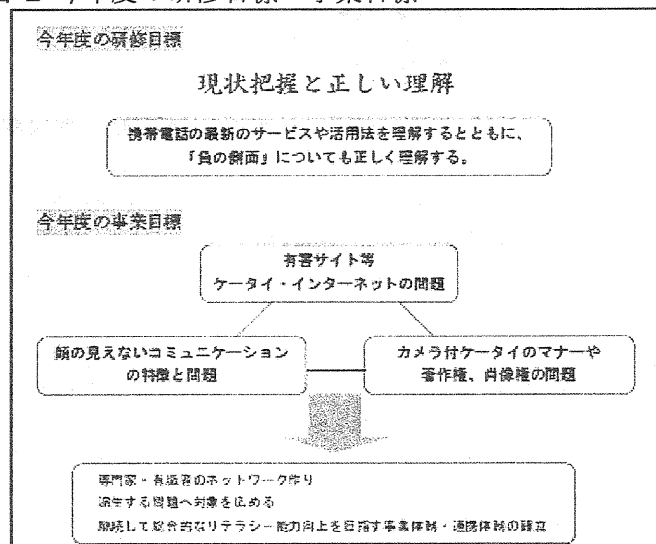 今年度の研修目標
現状把握と正しい理解
携帯電話の最新のサービスや活用法を理解するとともに、
「負の側面」についても正しく理解する。
今年度の事業目標
有害サイト等
ケータイ・インターネットの問題
顔の見えないコミュニケーション
の特徴と問題
カメラ付ケータイのマナーや
著作権、肖像権の問題
専門家・有識者のネットワーク作り
派生する問題へ対象を広める
継続して総合的なリテラシー能力向上を目指す事業体制・連携体制の確立